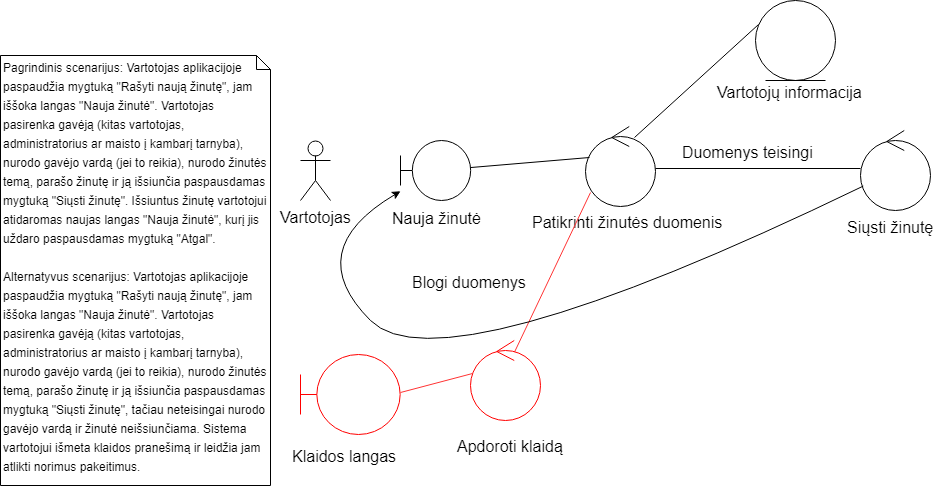 Pagrindinis scenarijus: Vartotojas aplikacijoje
paspaudžia mygtuką "Rašyti naują žinutę", jam
iššoka langas "Nauja žinutė". Vartotojas
pasirenka gavėją (kitas vartotojas,
administratorius ar maisto į kambarį tarnyba),
nurodo gavėjo vardą (jei to reikia), nurodo žinutės
temą, parašo žinutę ir ją išsiunčia paspausdamas
mygtuką "Siųsti žinutę". Išsiuntus žinutę vartotojui
atidaromas naujas langas "Nauja žinutė", kurį jis
uždaro paspausdamas mygtuką "Atgal".
Alternatyvus scenarijus: Vartotojas aplikacijoje
paspaudžia mygtuką "Rašyti naują žinutę", jam
iššoka langas "Nauja žinutė". Vartotojas
pasirenka gavėją (kitas vartotojas,
administratorius ar maisto į kambarį tarnyba),
nurodo gavėjo vardą (jei to reikia), nurodo žinutės
temą, parašo žinutę ir ją išsiunčia paspausdamas
mygtuką "Siųsti žinutę", tačiau neteisingai nurodo
gavėjo vardą ir žinutė neišsiunčiama. Sistema
vartotojui išmeta klaidos pranešimą ir leidžia jam
atlikti norimus pakeitimus.
Vartotojų informacija
Duomenys teisingi
Vartotojas
Nauja žinutė
Patikrinti žinutės duomenis
Siųsti žinutę
Blogi duomenys
Klaidos langas
Apdoroti klaidą